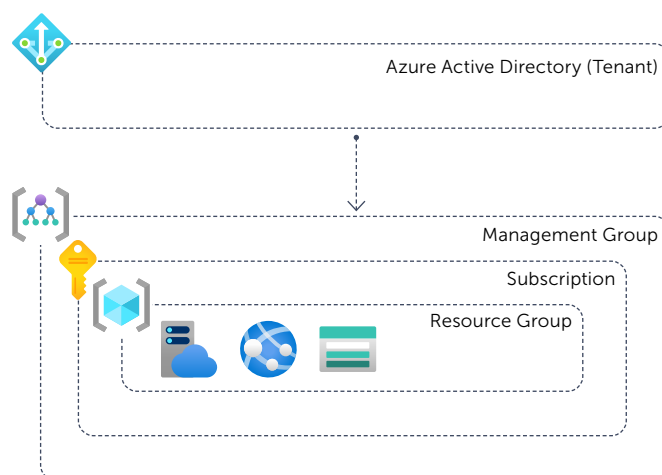 Azure Active Directory (Tenant)
Management Group
Subscription
Resource Group